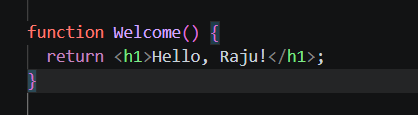 function Welcome() {
  return <h1>Hello, Raju!</h1>;
}